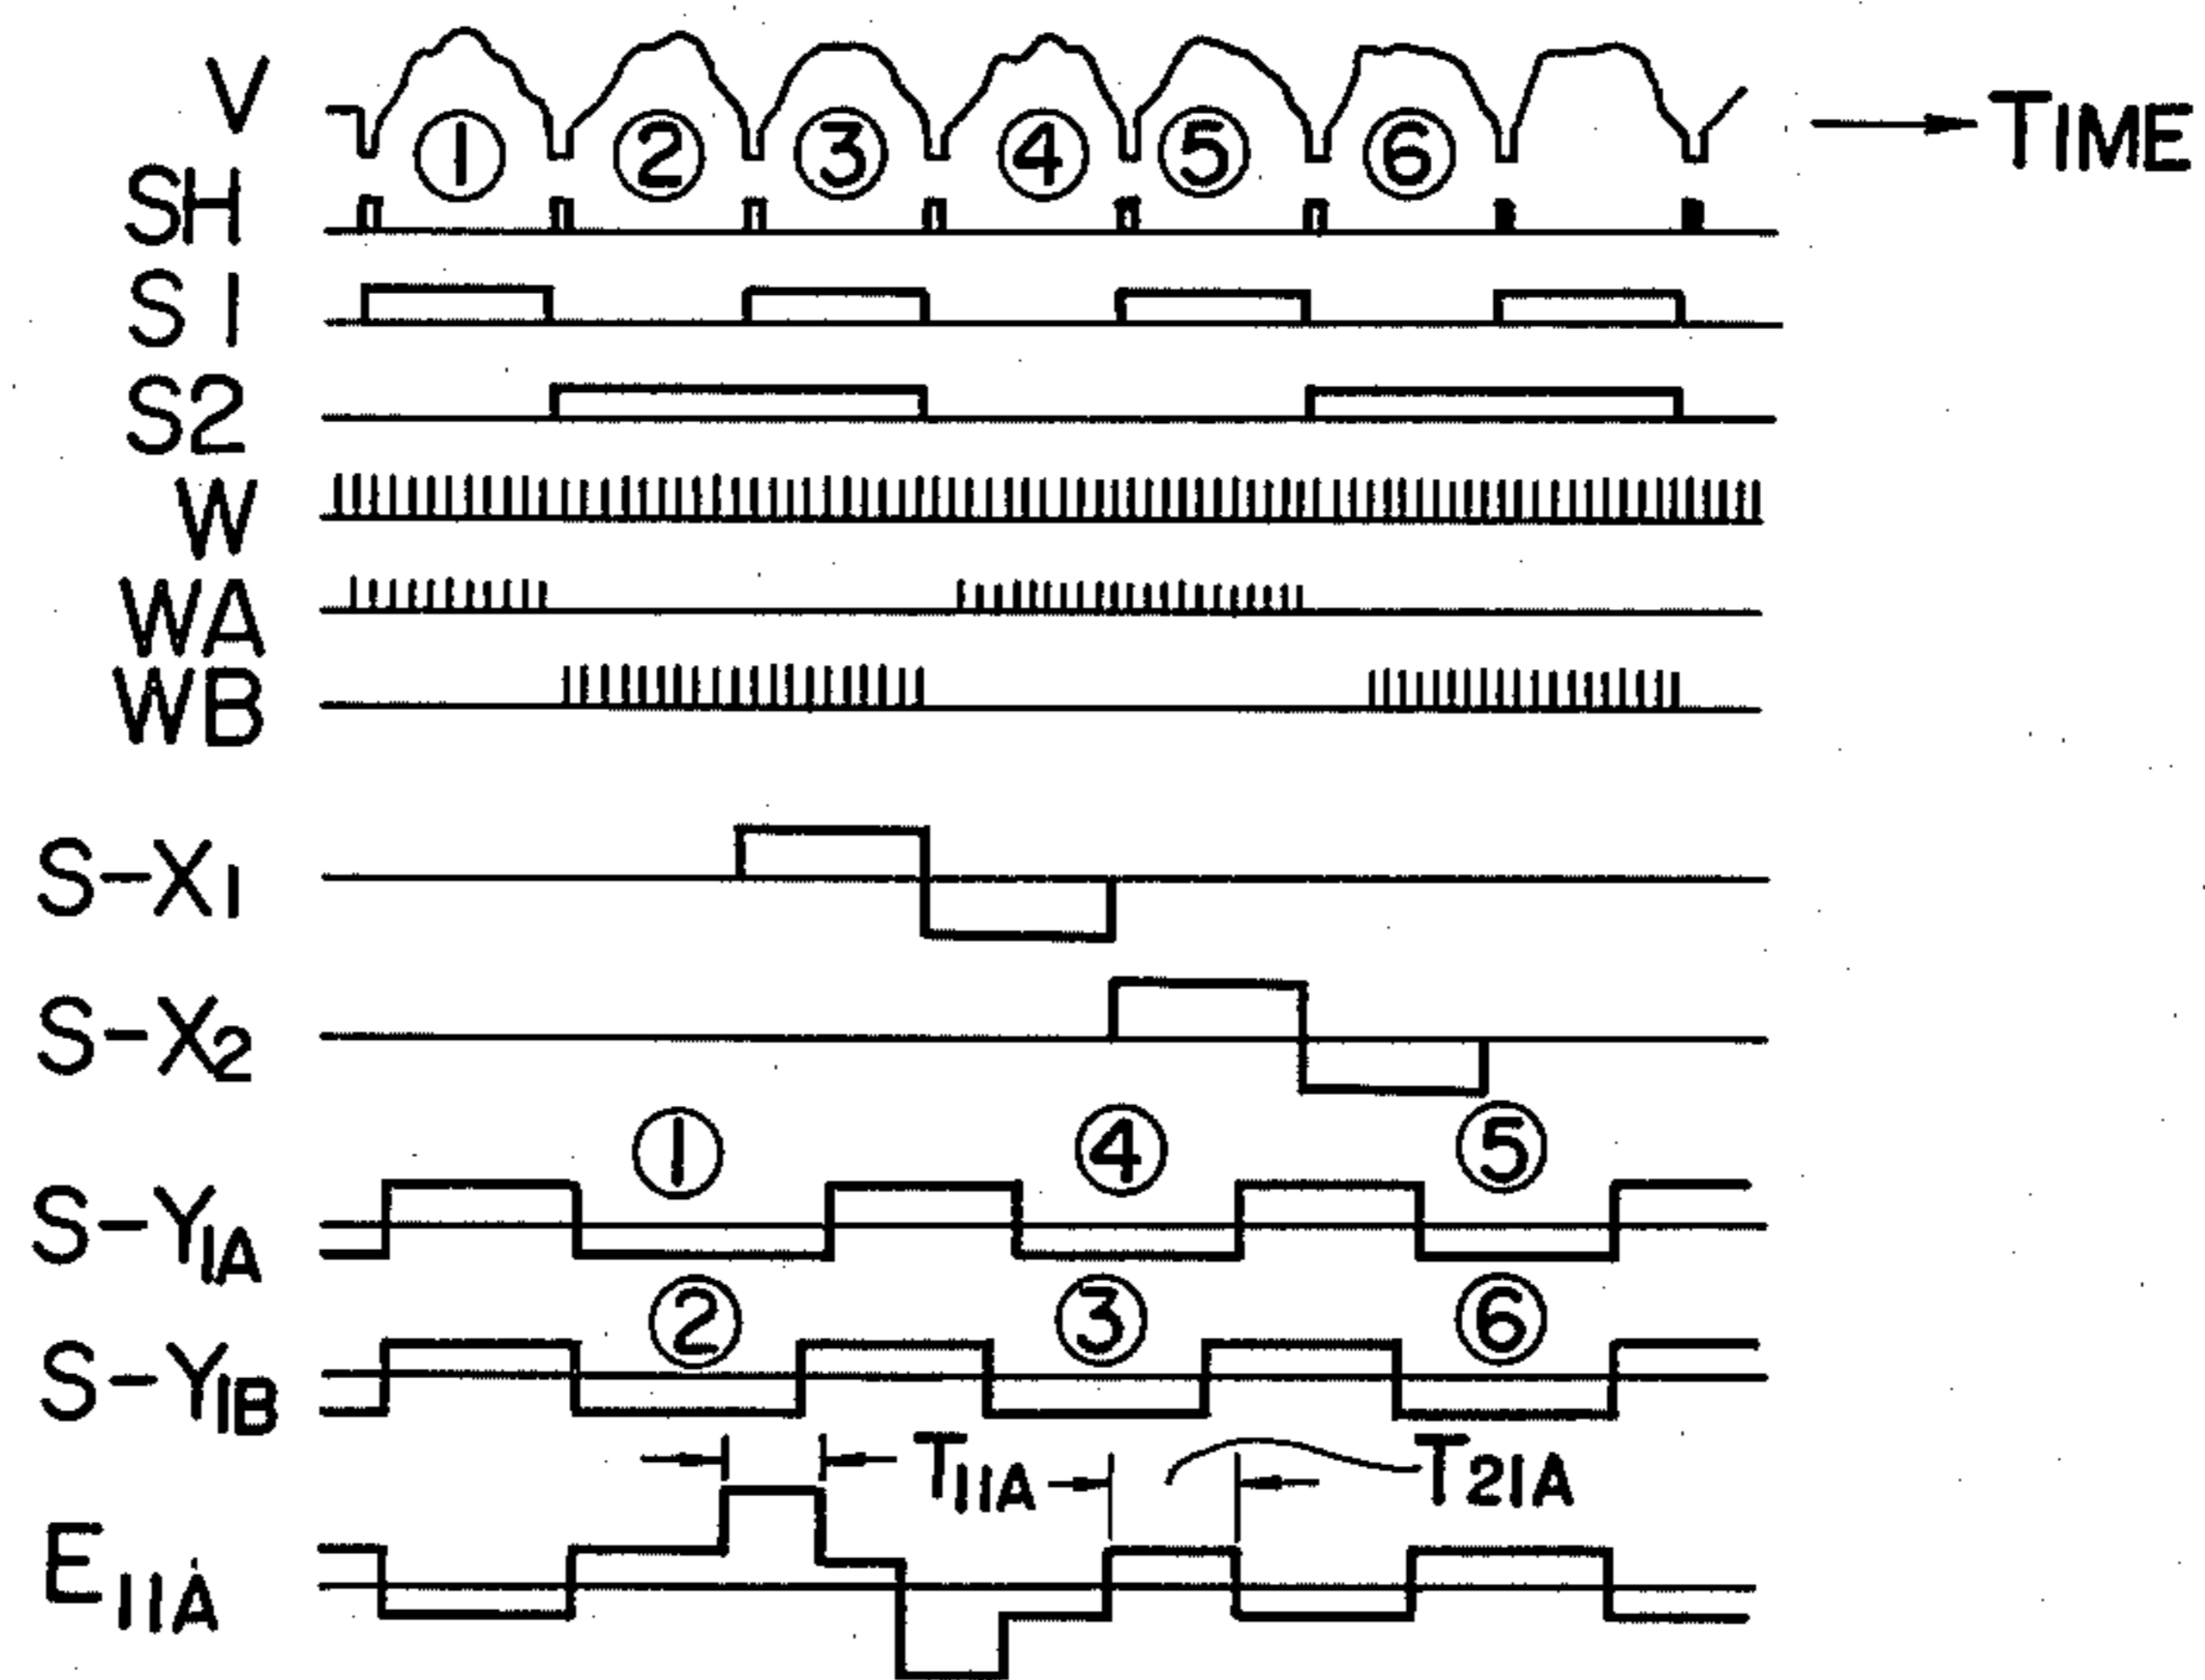 V ① ② ③ ④ ⑤ ⑥ → TIME
SH
S1
S2
W
WA
WB
S-X1
S-X2
① ④ ⑤
S-Y1A
② ③ ⑥
S-Y1B
T11A T21A
E11A